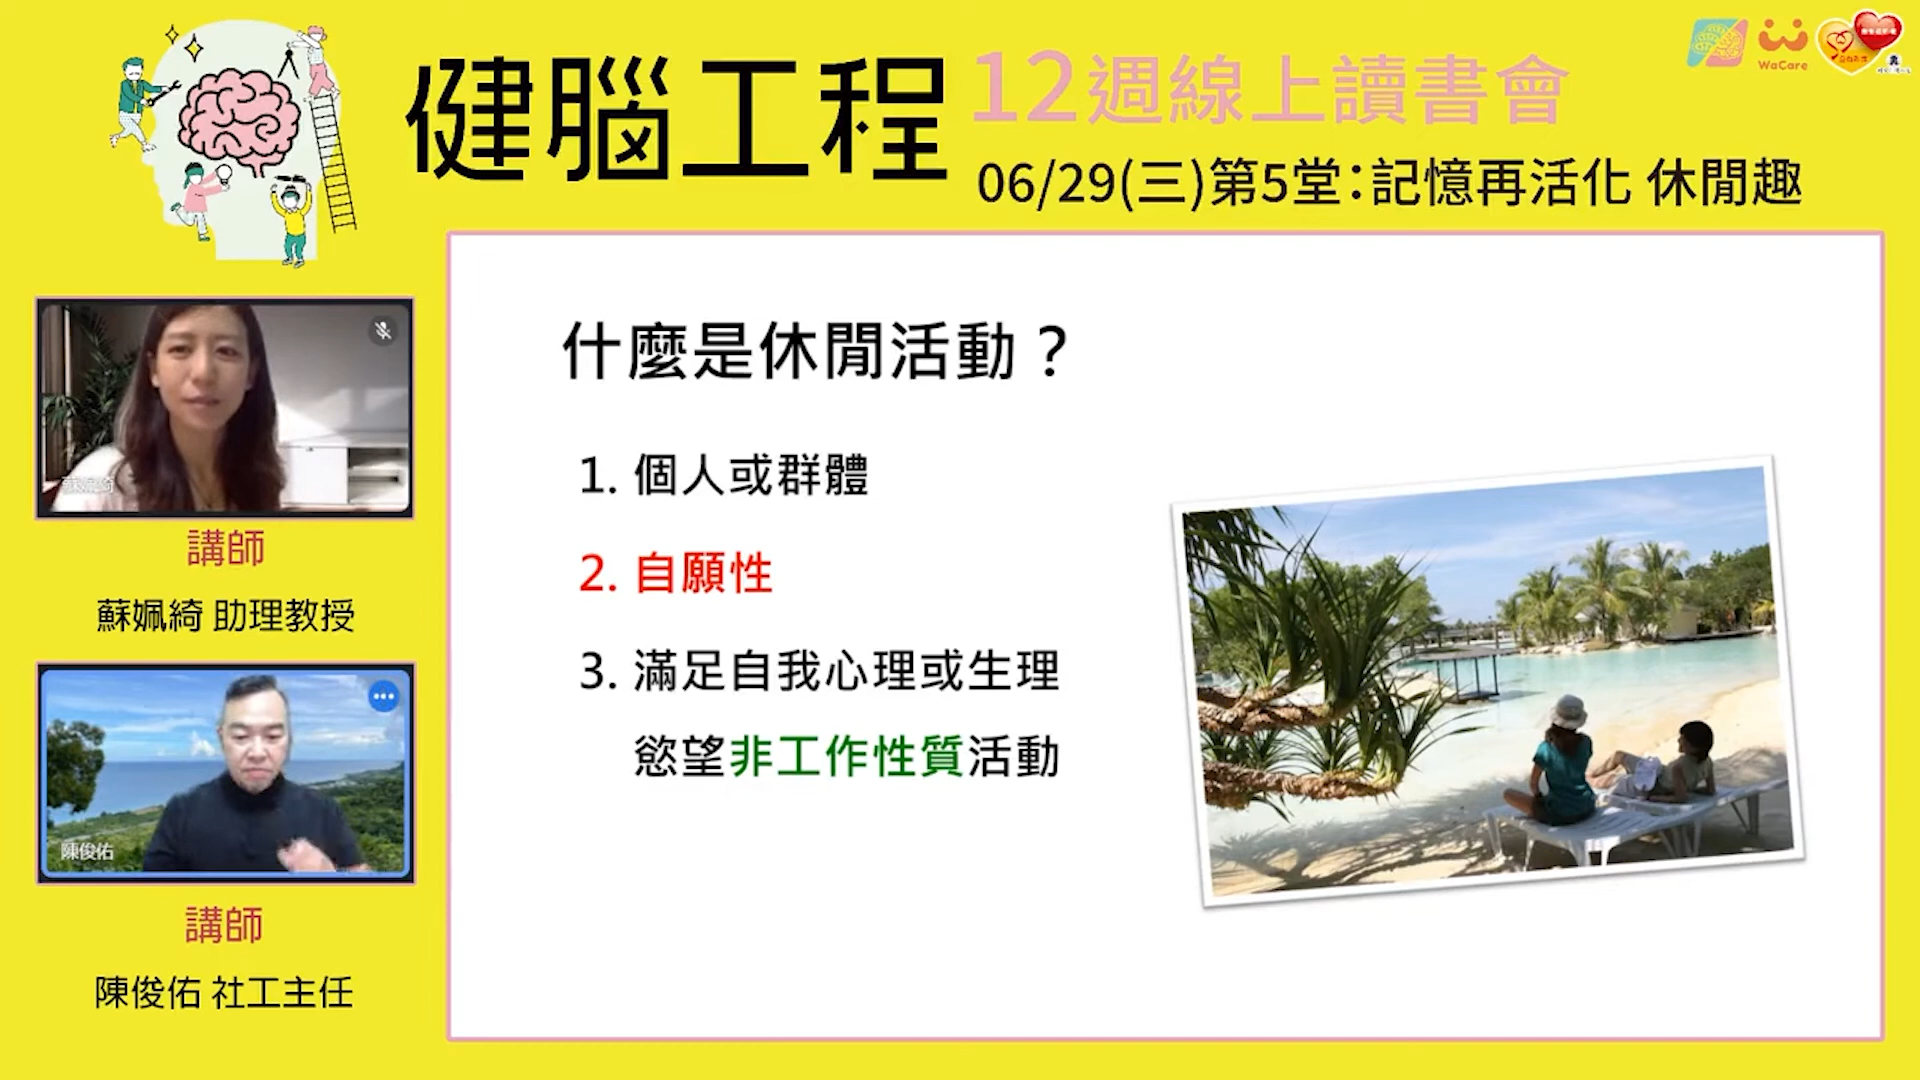 健腦工程
12週線上讀書會
06/29(三)第5堂：記憶再活化 休閒趣
WaCare
什麼是休閒活動？
1. 個人或群體
2. 自願性
3. 滿足自我心理或生理
慾望非工作性質活動
蘇姵綺
講師
蘇姵綺 助理教授
陳俊佑
講師
陳俊佑 社工主任